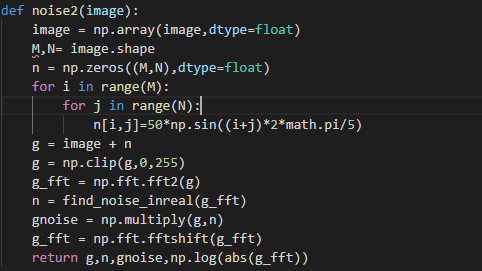 def noise2(image):
    image = np.array(image,dtype=float)
    M,N= image.shape
    n = np.zeros((M,N),dtype=float)
    for i in range(M):
        for j in range(N):
            n[i,j]=50*np.sin((i+j)*2*math.pi/5)
    g = image + n
    g = np.clip(g,0,255)
    g_fft = np.fft.fft2(g)
    n = find_noise_inreal(g_fft)
    gnoise = np.multiply(g,n)
    g_fft = np.fft.fftshift(g_fft)
    return g,n,gnoise,np.log(abs(g_fft))